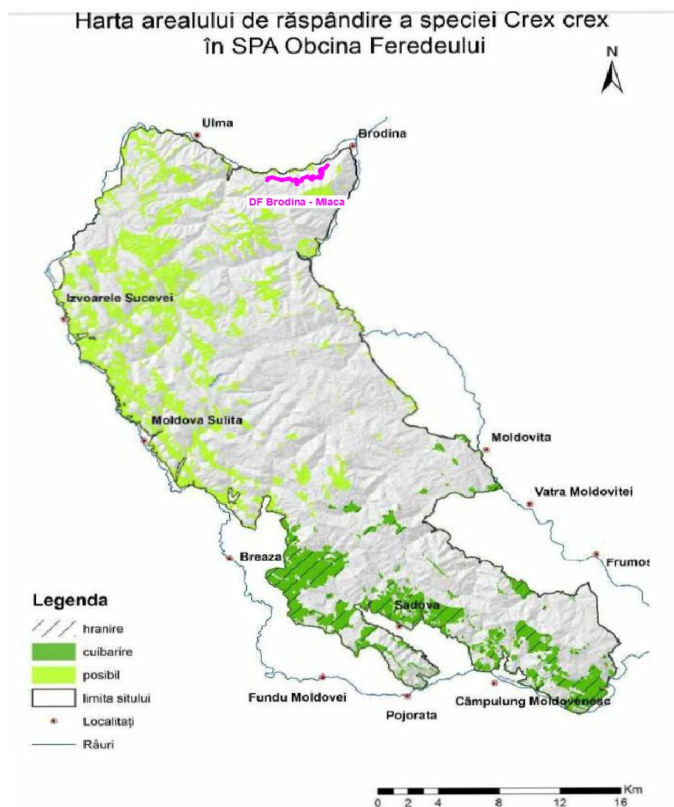 Harta arealului de răspândire a speciei Crex crex
în SPA Obcina Feredeului
N
Ulma
Brodina
DF Brodina - Mlaca
Izvoarele Sucevei
Moldova Sulita
Moldovita
Vatra Moldovitei
Breaza
Frumos
Sadova
Legenda
hranire
cuibarire
posibil
limita sitului
Localitați
Râuri
Fundu Moldovei
Pojorata
Câmpulung Moldovenesc
Km
0 2 4 8 12 16